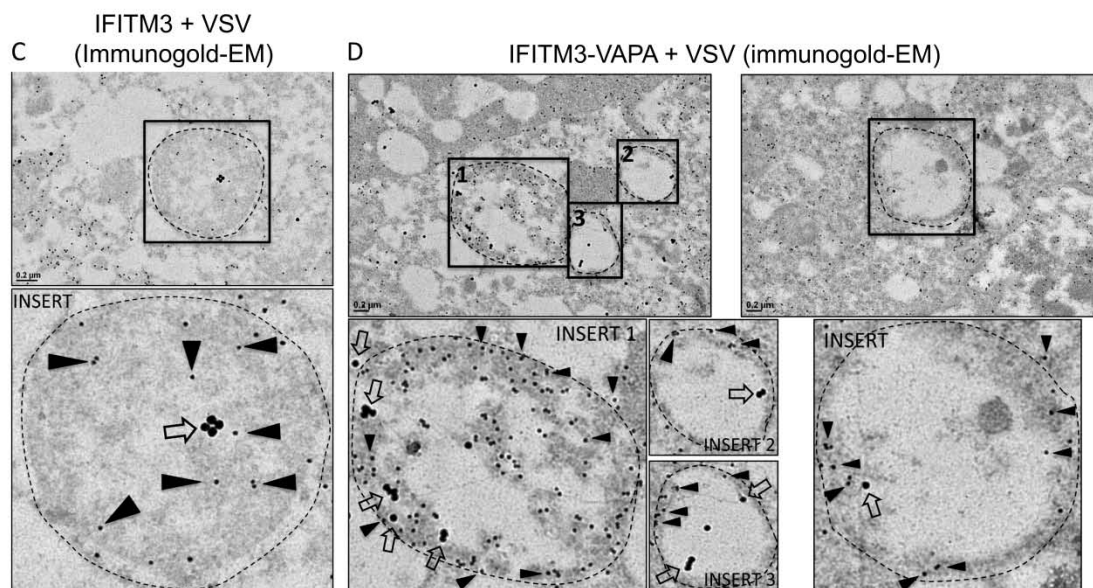 IFITM3 + VSV
C
(Immunogold-EM)
D
IFITM3-VAPA + VSV (immunogold-EM)
1
2
3
0.2 µm
0.2 µm
0.2 µm
INSERT
INSERT 1
INSERT 2
INSERT 3
INSERT